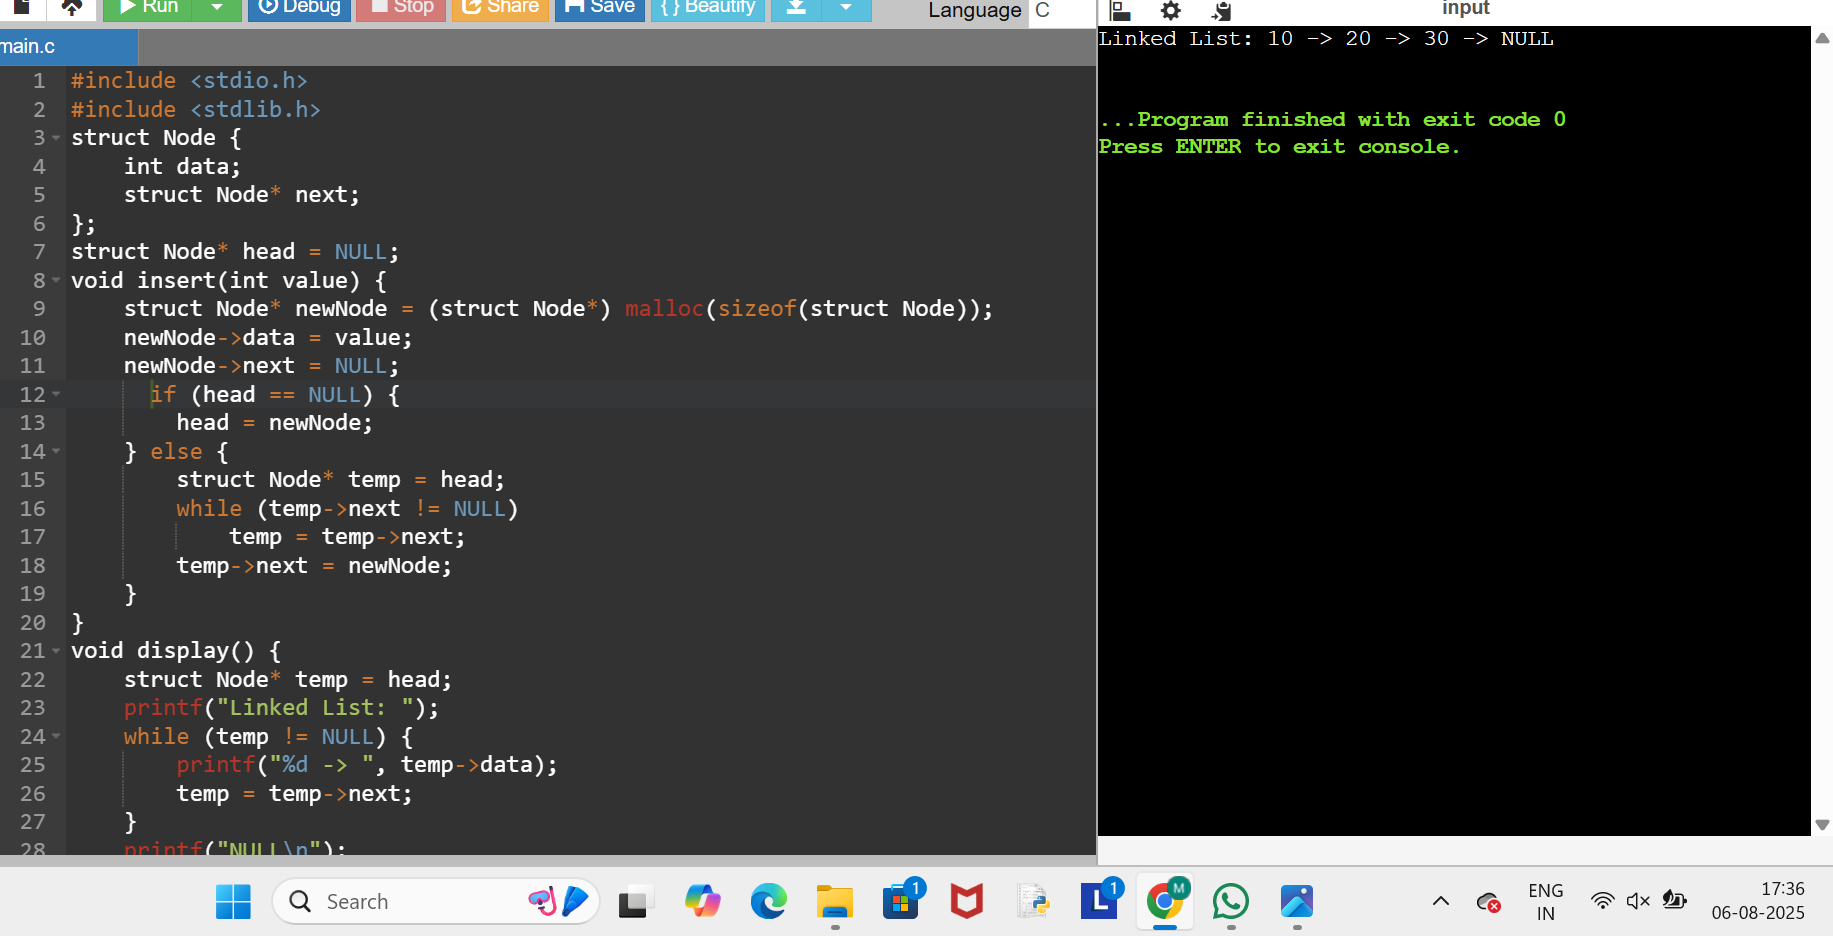 Run
Debug
Stop
Share
Save
{ } Beautify
Language C
main.c
1 #include <stdio.h>
2 #include <stdlib.h>
3 struct Node {
4     int data;
5     struct Node* next;
6 };
7 struct Node* head = NULL;
8 void insert(int value) {
9     struct Node* newNode = (struct Node*) malloc(sizeof(struct Node));
10     newNode->data = value;
11     newNode->next = NULL;
12       if (head == NULL) {
13         head = newNode;
14     } else {
15         struct Node* temp = head;
16         while (temp->next != NULL)
17             temp = temp->next;
18         temp->next = newNode;
19     }
20 }
21 void display() {
22     struct Node* temp = head;
23     printf("Linked List: ");
24     while (temp != NULL) {
25         printf("%d -> ", temp->data);
26         temp = temp->next;
27     }
28     printf("NULL\n");
input
Linked List: 10 -> 20 -> 30 -> NULL
...Program finished with exit code 0
Press ENTER to exit console.
Search
1
L
1
M
ENG
IN
17:36
06-08-2025